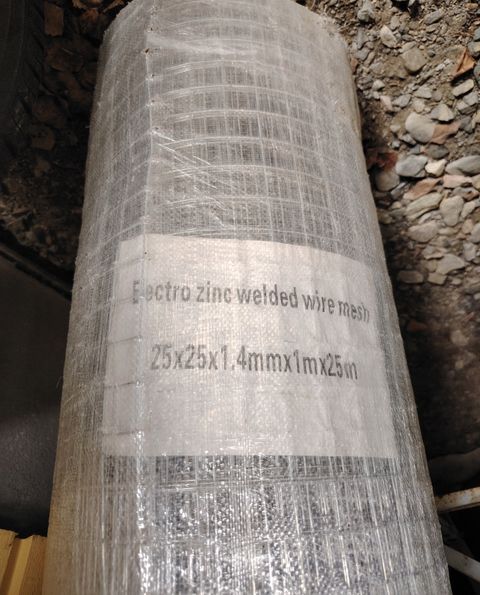 Electro zinc welded wire mesh
25x25x1.4mmx1mx25m